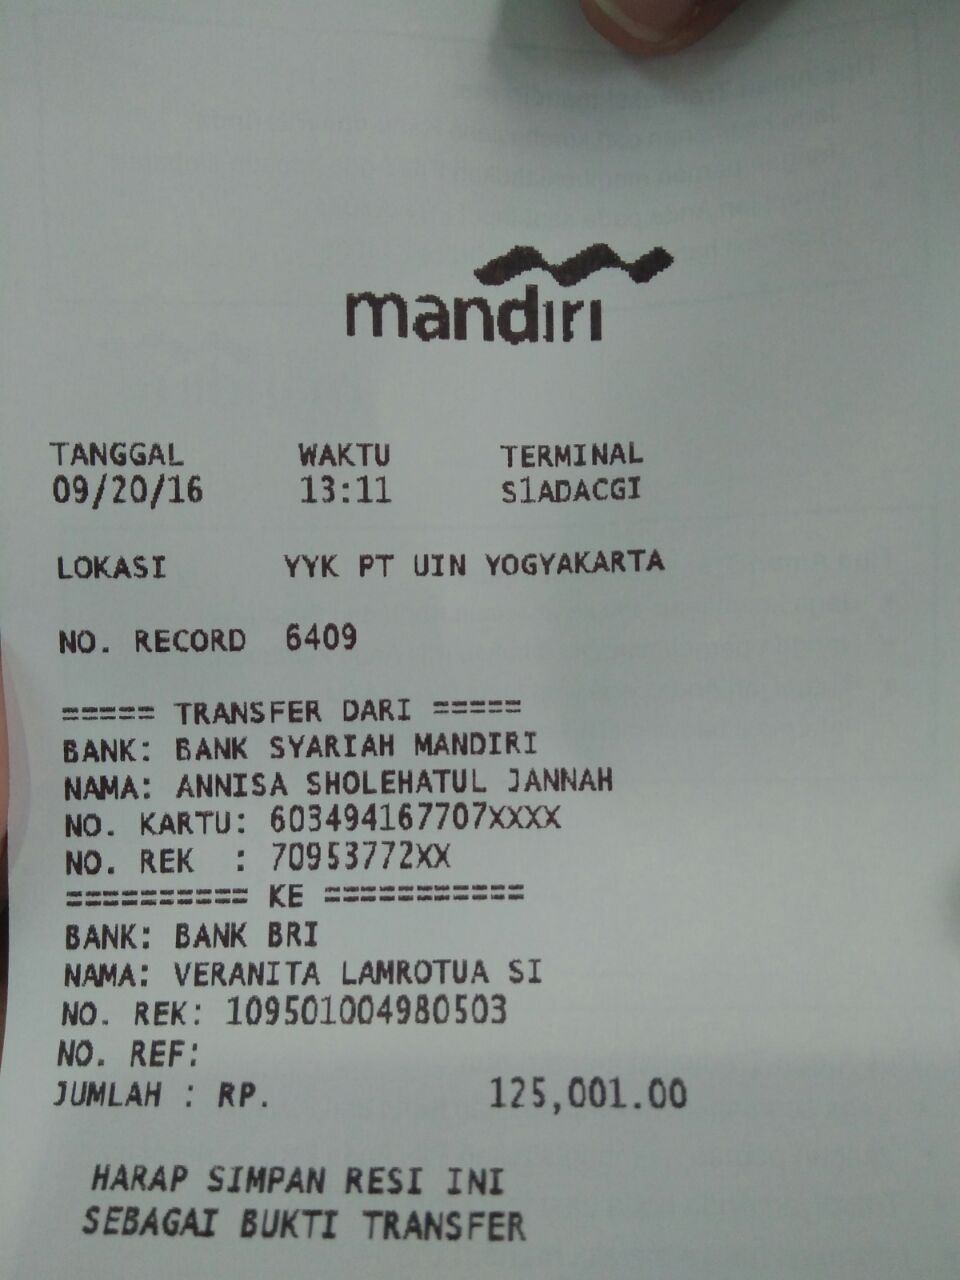 mandiri
TANGGAL WAKTU TERMINAL
09/20/16 13:11 S1ADACGI
LOKASI YYK PT UIN YOGYAKARTA
NO. RECORD 6409
===== TRANSFER DARI =====
BANK: BANK SYARIAH MANDIRI
NAMA: ANNISA SHOLEHATUL JANNAH
NO. KARTU: 603494167707XXXX
NO. REK : 70953772XX
========== KE ===========
BANK: BANK BRI
NAMA: VERANITA LAMROTUA SI
NO. REK: 109501004980503
NO. REF:
JUMLAH : RP. 125,001.00
HARAP SIMPAN RESI INI
SEBAGAI BUKTI TRANSFER